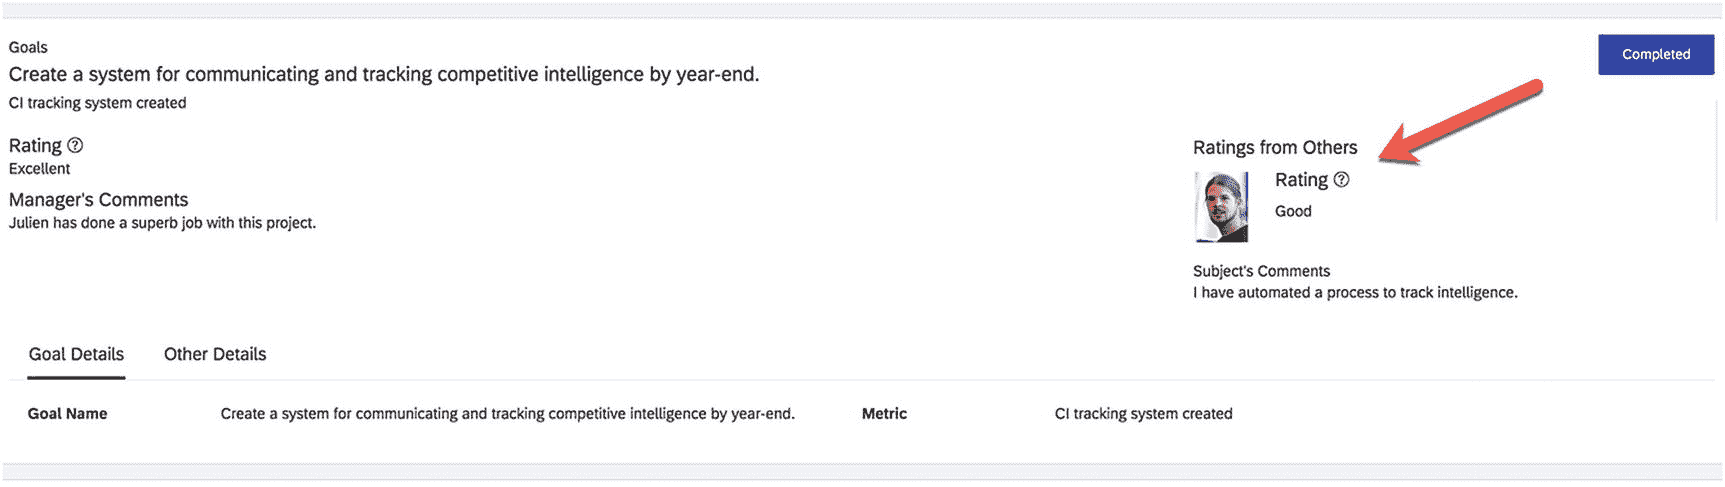 Goals
Completed
Create a system for communicating and tracking competitive intelligence by year-end.
CI tracking system created
Rating ?
Excellent
Manager's Comments
Julien has done a superb job with this project.
Ratings from Others
Rating ?
Good
Subject's Comments
I have automated a process to track intelligence.
Goal Details Other Details
Goal Name Create a system for communicating and tracking competitive intelligence by year-end. Metric CI tracking system created